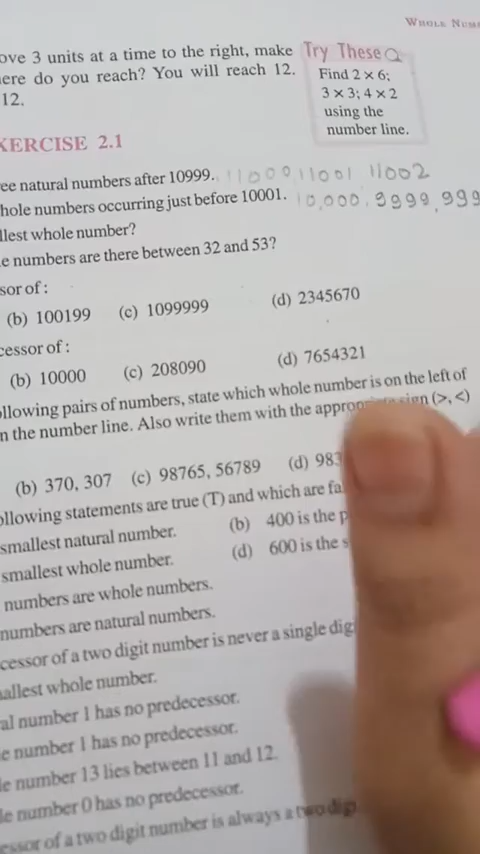 WHOLE NUM
ove 3 units at a time to the right, make
ere do you reach? You will reach 12.
12.
Try These
Find 2 × 6;
3 × 3; 4 × 2
using the
number line.
XERCISE 2.1
ee natural numbers after 10999. 11000 11001 11002
hole numbers occurring just before 10001. 10,000, 9999, 999
llest whole number?
e numbers are there between 32 and 53?
sor of :
(b) 100199 (c) 1099999 (d) 2345670
cessor of :
(b) 10000 (c) 208090 (d) 7654321
ollowing pairs of numbers, state which whole number is on the left of
n the number line. Also write them with the appropriate sign (>, <)
(b) 370, 307 (c) 98765, 56789 (d) 983
ollowing statements are true (T) and which are fa
smallest natural number. (b) 400 is the p
smallest whole number. (d) 600 is the s
numbers are whole numbers.
numbers are natural numbers.
cessor of a two digit number is never a single dig
allest whole number.
al number 1 has no predecessor.
e number 1 has no predecessor.
le number 13 lies between 11 and 12.
le number 0 has no predecessor.
essor of a two digit number is always a two digi